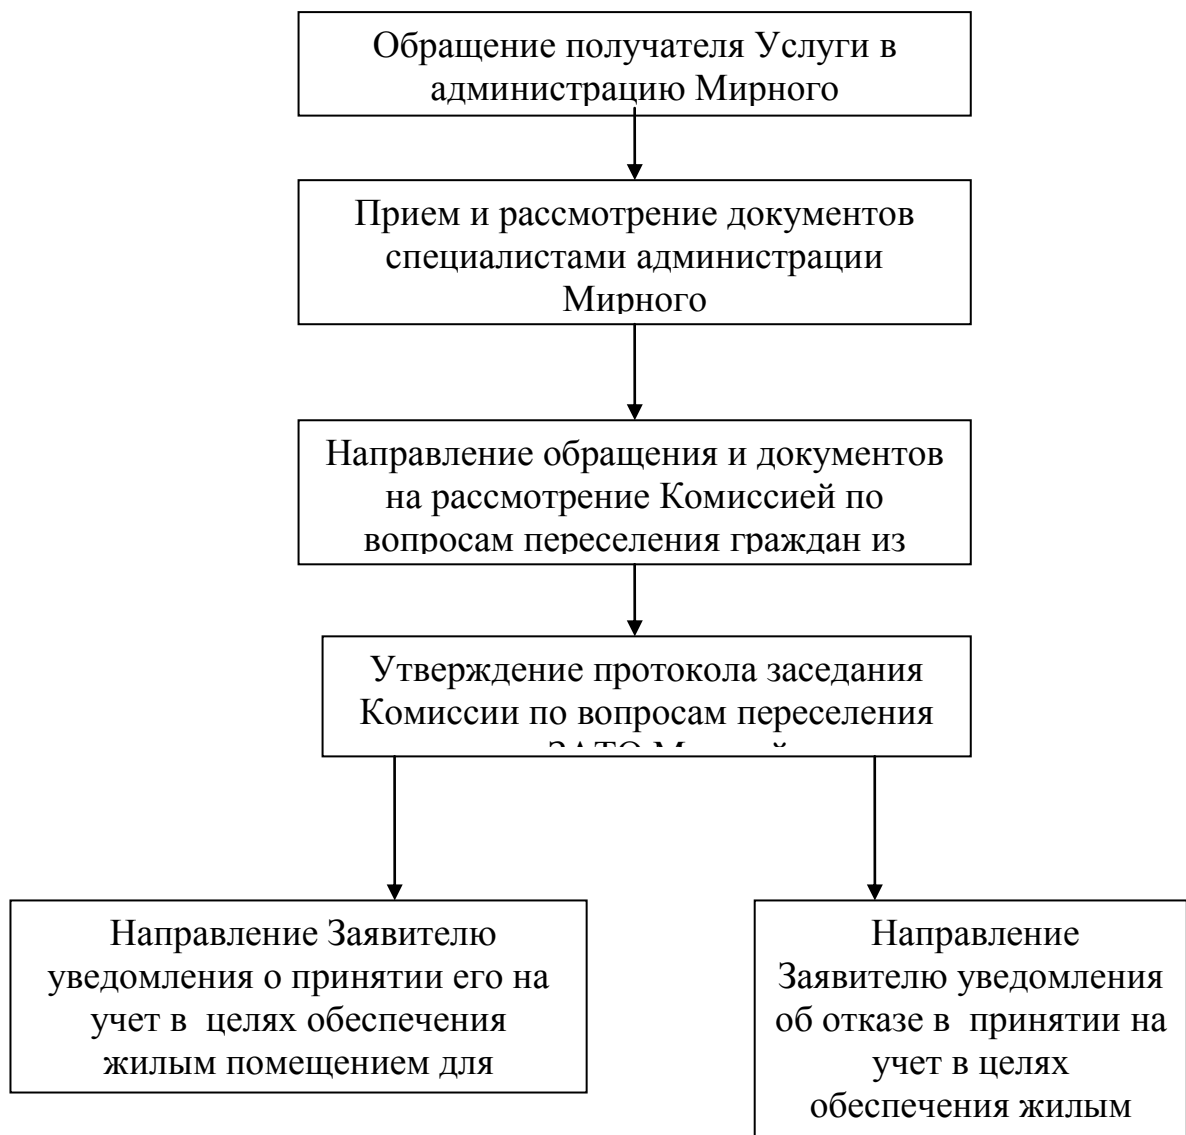 Обращение получателя Услуги в
администрацию Мирного
Прием и рассмотрение документов
специалистами администрации
Мирного
Направление обращения и документов
на рассмотрение Комиссией по
вопросам переселения граждан из
Утверждение протокола заседания
Комиссии по вопросам переселения
ЗАТО
Направление Заявителю
уведомления о принятии его на
учет в целях обеспечения
жилым помещением для
Направление
Заявителю уведомления
об отказе в принятии на
учет в целях
обеспечения жилым